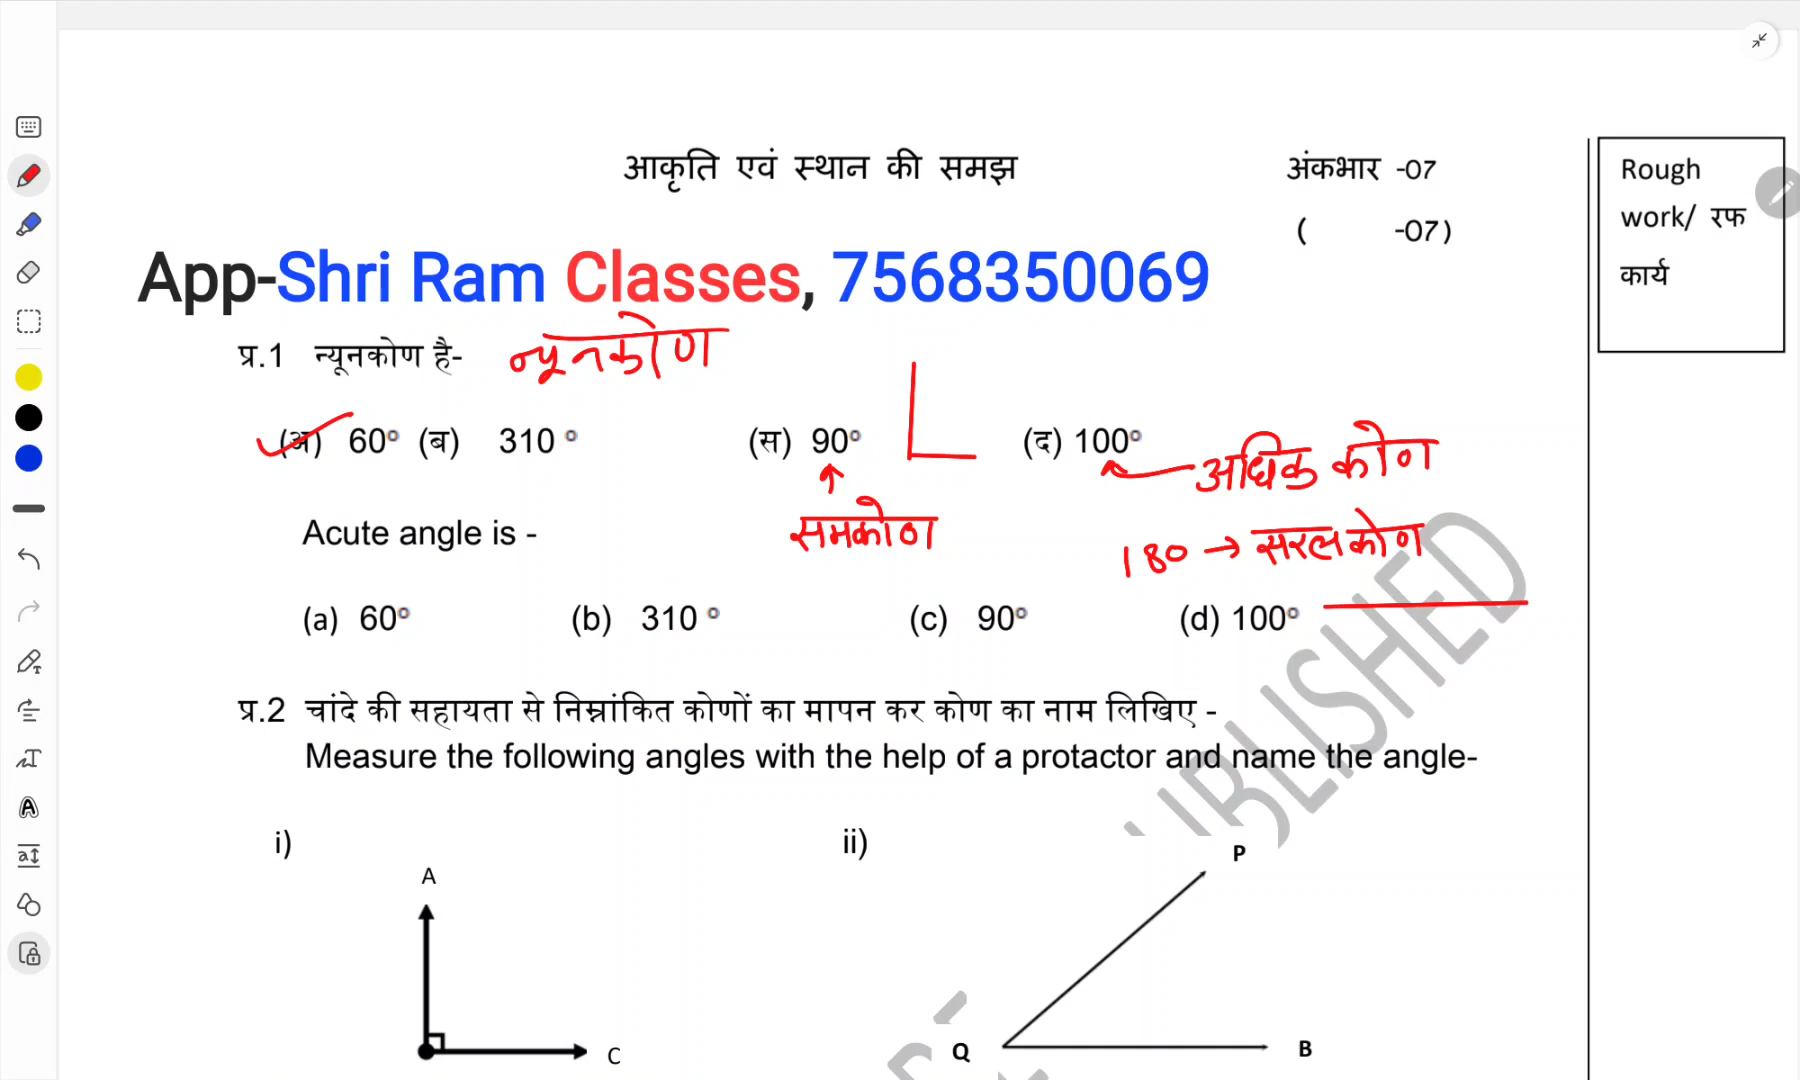 आकृति एवं स्थान की समझ
अंकभार -07
( -07)
Rough
work/ रफ
कार्य
App-Shri Ram Classes, 7568350069
प्र.1 न्यूनकोण है- न्यूनकोण
(अ) 60° (ब) 310 ° (स) 90° (द) 100°
अधिक कोण
समकोण
180 → सरलकोण
Acute angle is -
(a) 60° (b) 310 ° (c) 90° (d) 100°
प्र.2 चांदे की सहायता से निम्नांकित कोणों का मापन कर कोण का नाम लिखिए -
Measure the following angles with the help of a protactor and name the angle-
i) ii)
A
P
C
Q
B